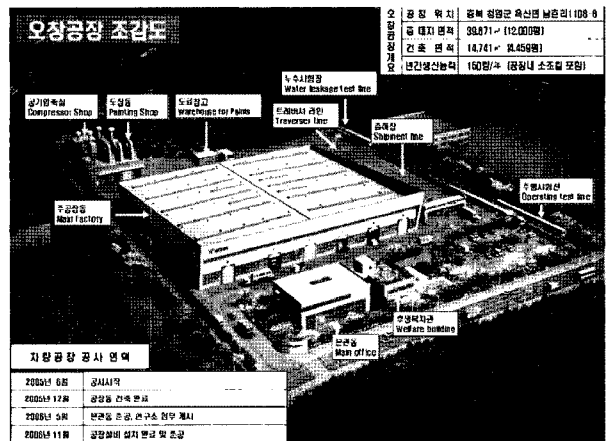 오창공장 조감도
오창공장개요
공장 위치 충북 청원군 옥산면 남촌리 1108-8
총 대지 면적 39,671㎡ (12,000평)
건축 면적 14,741㎡ (4,459평)
년간생산능력 150량/년 (공장내 소조립 포함)
누수시험장
Water leakage test line
공기압축실
Compressor Shop
도장동
Painting Shop
도료창고
Warehouse for Paints
트레버서 라인
Traverser line
출하장
Shipment line
주행시험선
Operating test line
주공장동
Main factory
후생복지관
Welfare building
본관동
Main office
차량공장 공사 연역
2005년 6월 공사시작
2005년 12월 공장동 건축 완료
2006년 5월 본관동 준공, 연구소 업무 개시
2006년 11월 공장설비 설치 완료 및 준공